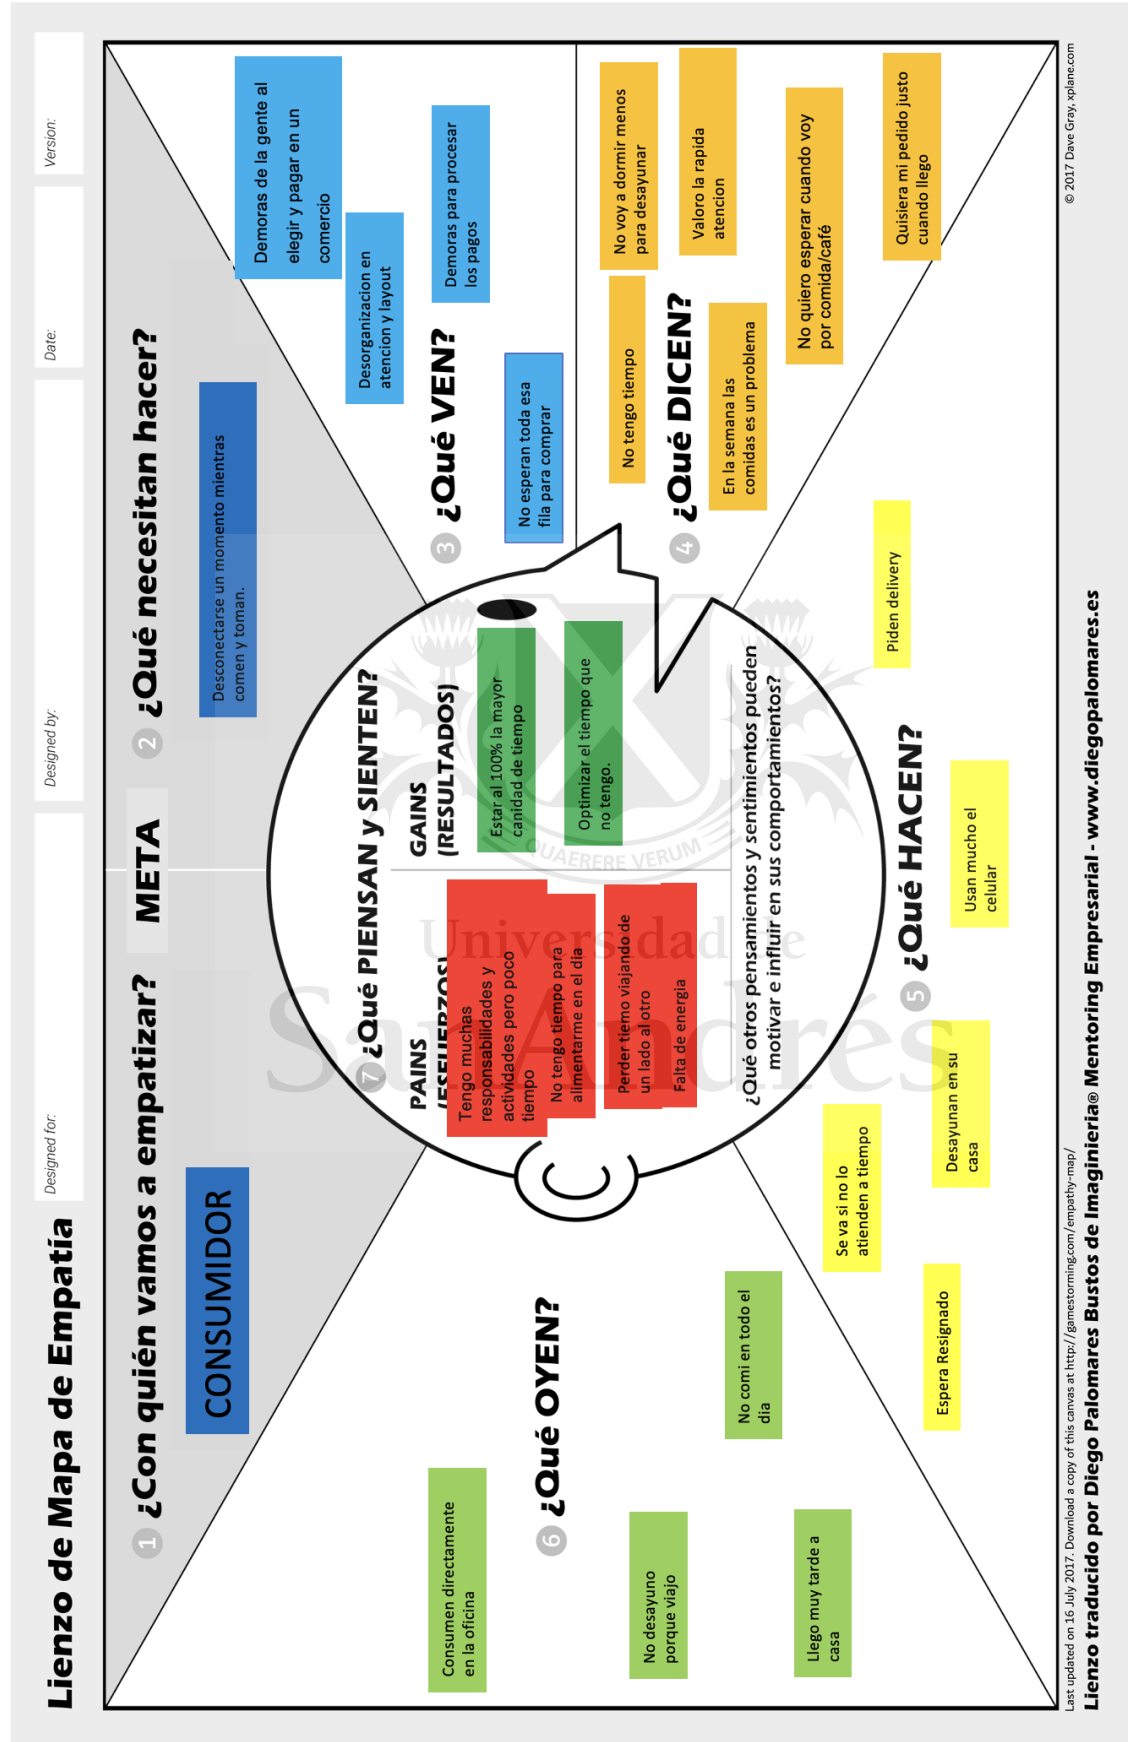 Lienzo de Mapa de Empatía
Designed for:
Designed by:
Date:
Version:
1 ¿Con quién vamos a empatizar?
META
2 ¿Qué necesitan hacer?
CONSUMIDOR
Desconectarse un momento mientras
comen y toman.
Demoras de la gente al
elegir y pagar en un
comercio
Desorganizacion en
atencion y layout
Demoras para procesar
los pagos
3 ¿Qué VEN?
No esperan toda esa
fila para comprar
No tengo tiempo
No voy a dormir menos
para desayunar
4 ¿Qué DICEN?
Valoro la rapida
atencion
En la semana las
comidas es un problema
No quiero esperar cuando voy
por comida/café
Quisiera mi pedido justo
cuando llego
Piden delivery
5 ¿Qué HACEN?
Usan mucho el
celular
Desayunan en su
casa
Se va si no lo
atienden a tiempo
Espera Resignado
6 ¿Qué OYEN?
Consumen directamente
en la oficina
No desayuno
porque viajo
No comi en todo el
dia
Llego muy tarde a
casa
7 ¿Qué PIENSAN y SIENTEN?
PAINS
(ESFUERZOS)
Tengo muchas
responsabilidades y
actividades pero poco
tiempo
No tengo tiempo para
alimentarme en el dia
Perder tiemo viajando de
un lado al otro
Falta de energia
GAINS
(RESULTADOS)
Estar al 100% la mayor
canidad de tiempo
Optimizar el tiempo que
no tengo.
¿Qué otros pensamientos y sentimientos pueden
motivar e influir en sus comportamientos?
QUAERERE VERUM
Universidad de
San Andrés
Last updated on 16 July 2017. Download a copy of this canvas at http://gamestorming.com/empathy-map/
© 2017 Dave Gray, xplane.com
Lienzo traducido por Diego Palomares Bustos de Imaginieria® Mentoring Empresarial - www.diegopalomares.es